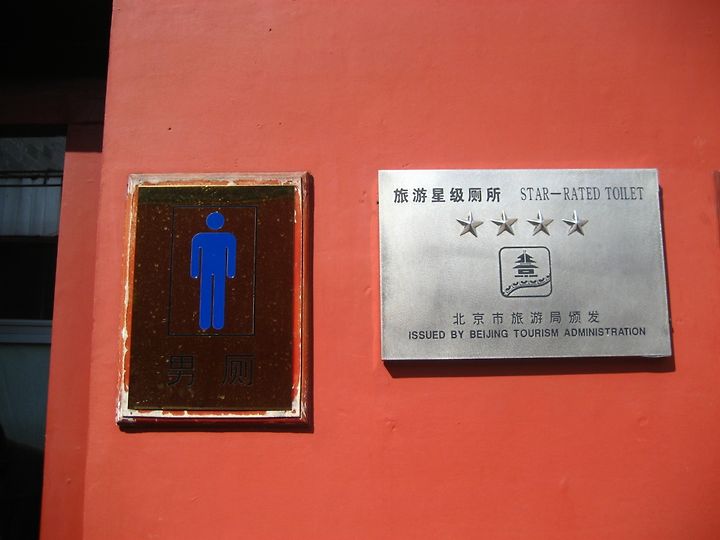 男厕
旅游星级厕所 STAR-RATED TOILET
北京市旅游局颁发
ISSUED BY BEIJING TOURISM ADMINISTRATION